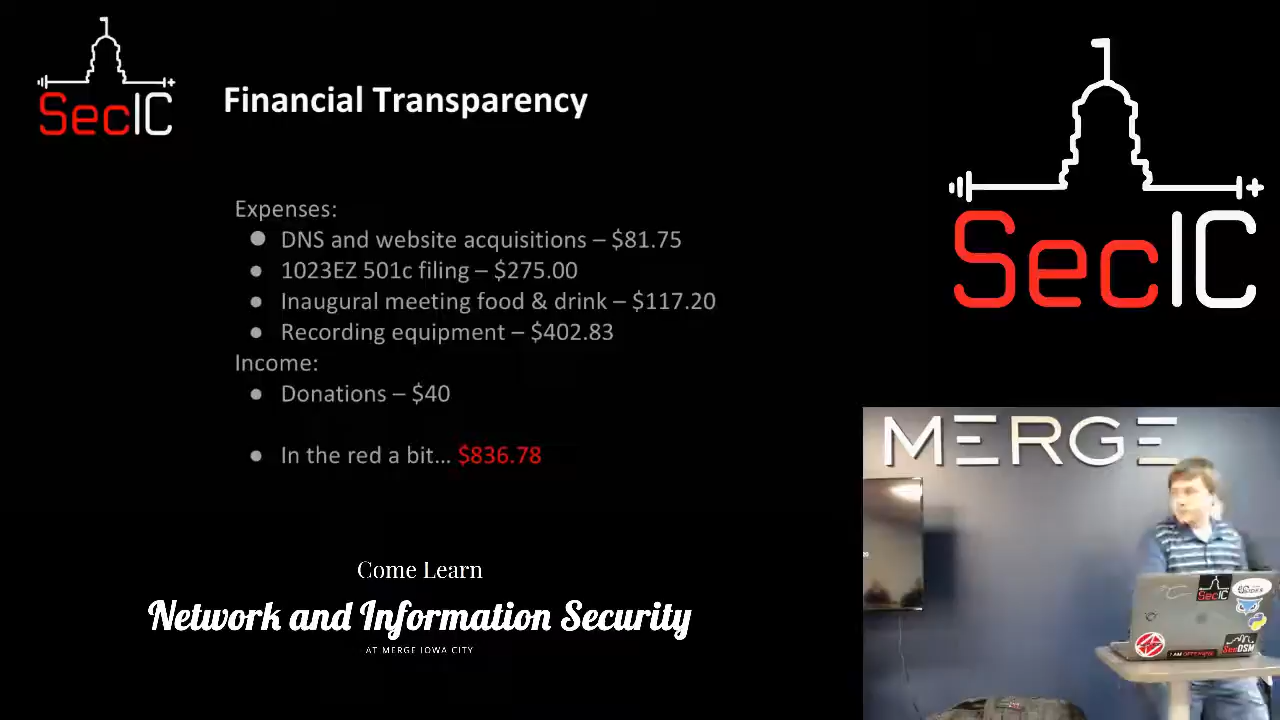 SecIC
Financial Transparency
Expenses:
● DNS and website acquisitions – $81.75
● 1023EZ 501c filing – $275.00
● Inaugural meeting food & drink – $117.20
● Recording equipment – $402.83
Income:
● Donations – $40
● In the red a bit... $836.78
Come Learn
Network and Information Security
AT MERGE IOWA CITY
SecIC
MERGE
SecIC
SecDSM